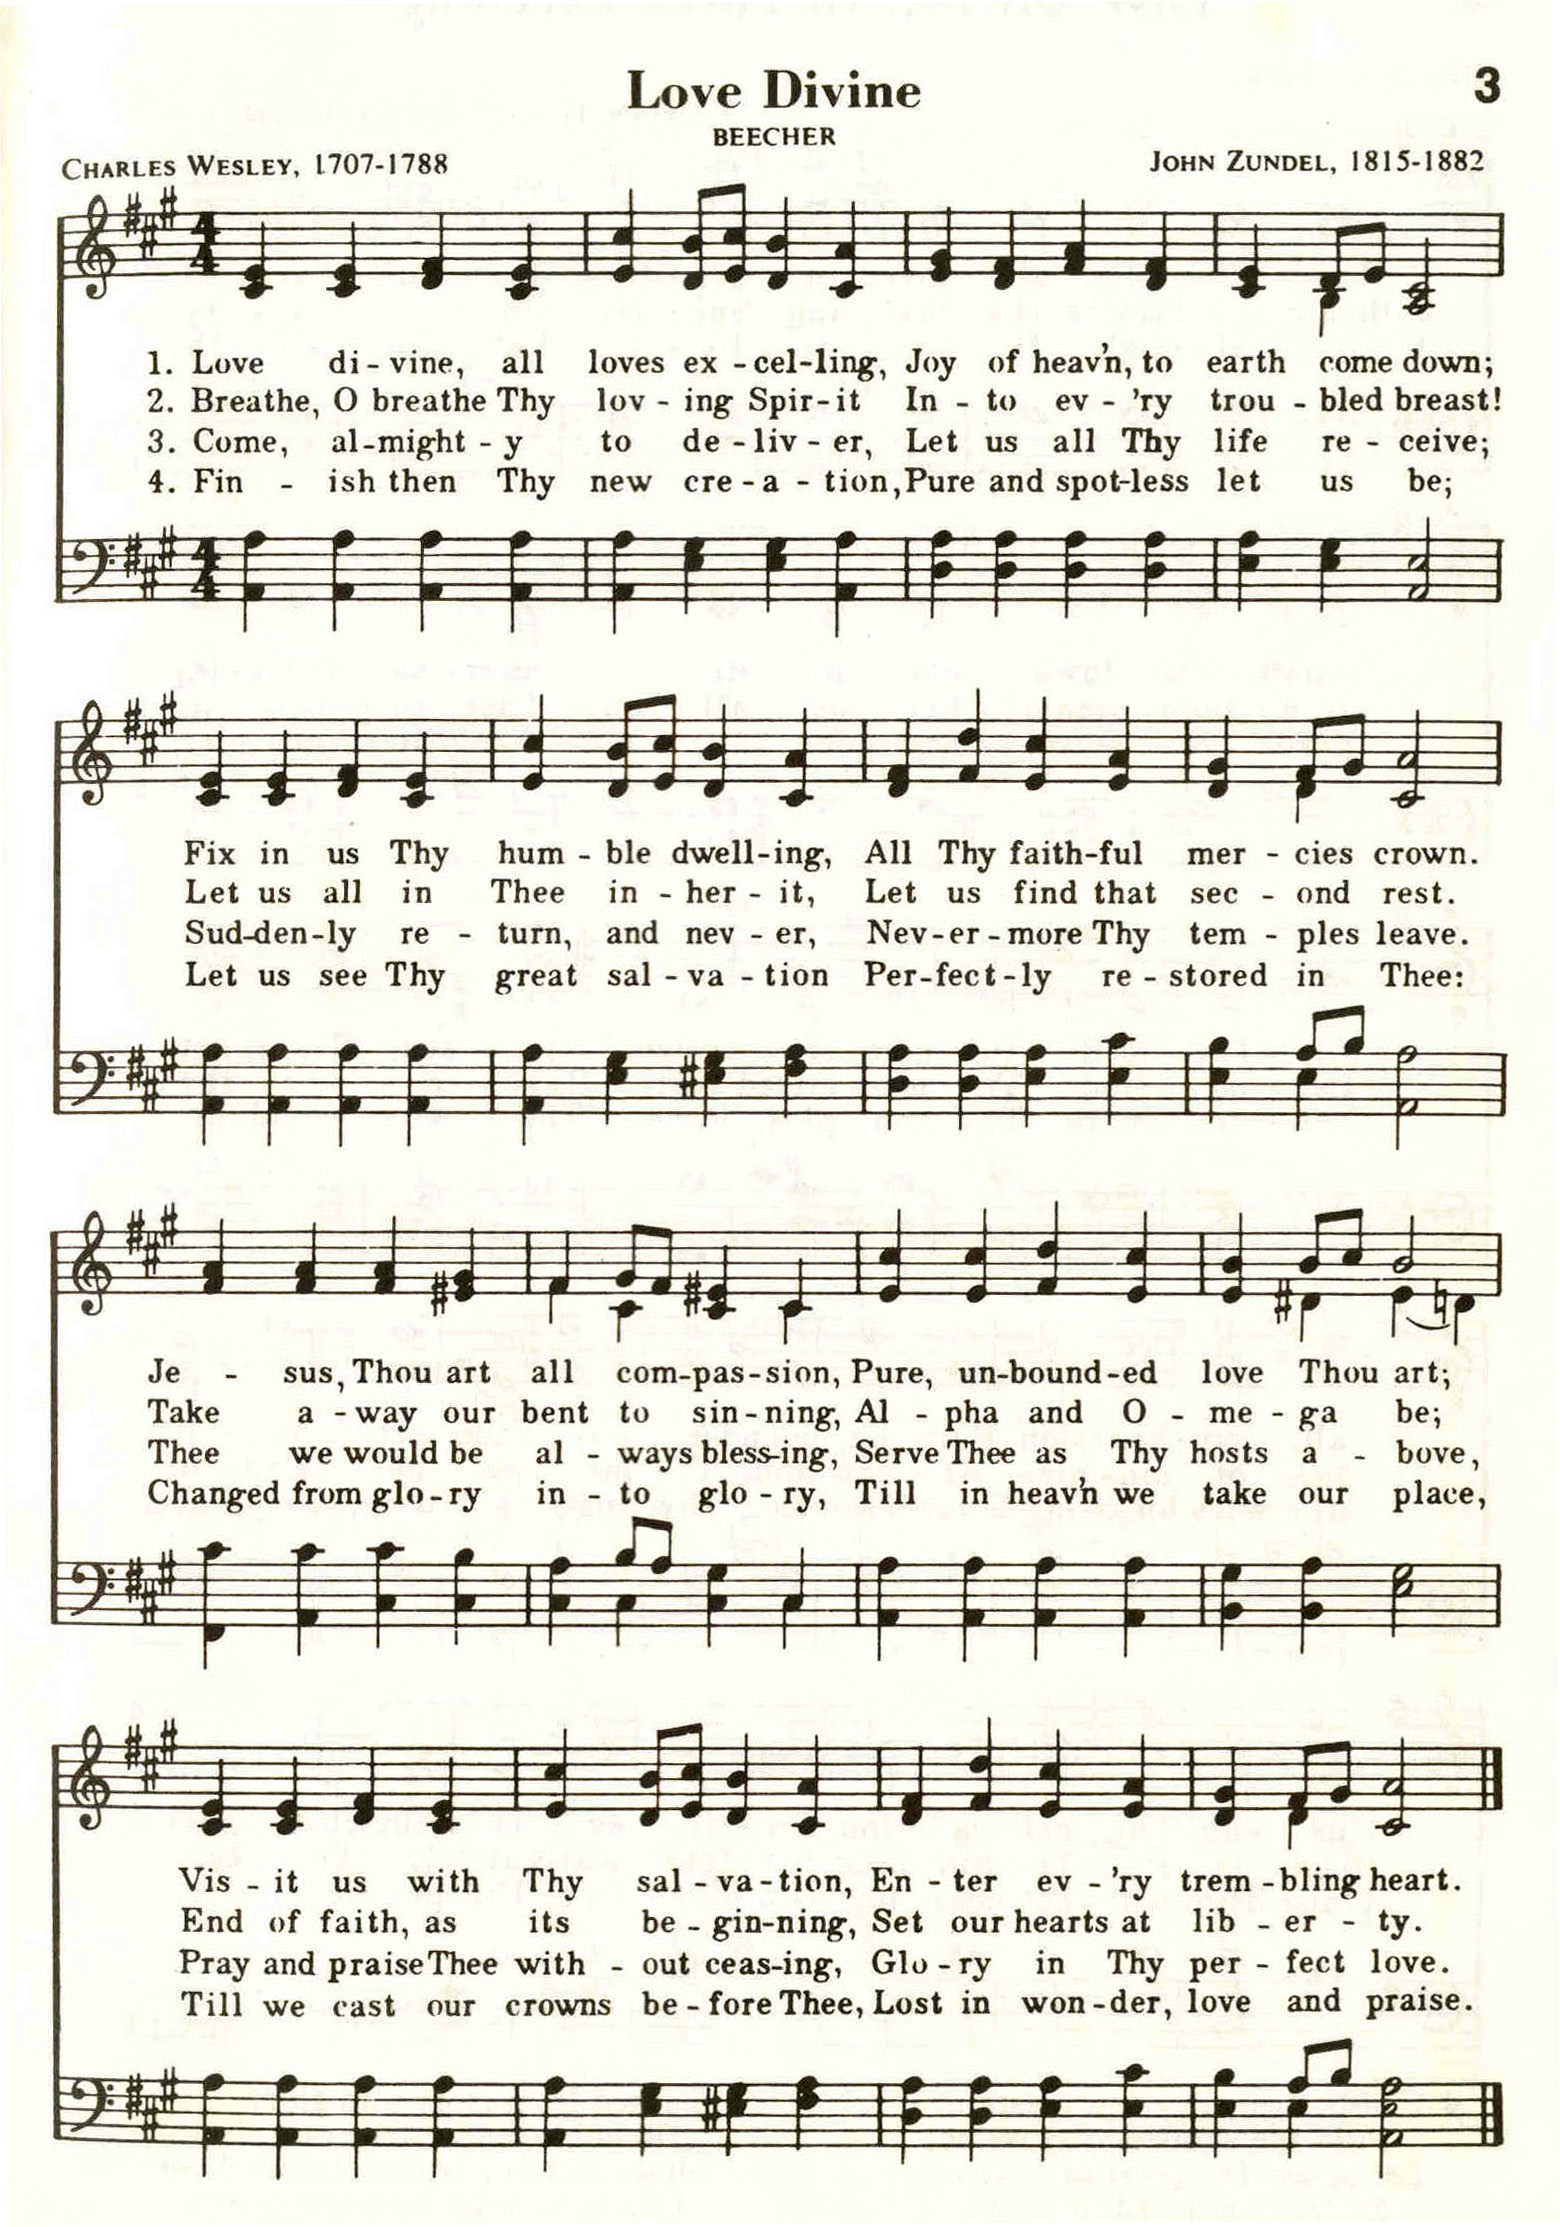 Love Divine 3
BEECHER
CHARLES WESLEY, 1707-1788 JOHN ZUNDEL, 1815-1882
4 4
1. Love di - vine, all loves ex - cel-ling, Joy of heav'n, to earth come down;
2. Breathe, O breathe Thy lov - ing Spir-it In - to ev - 'ry trou - bled breast!
3. Come, al-might - y to de - liv - er, Let us all Thy life re - ceive;
4. Fin - ish then Thy new cre - a - tion, Pure and spot-less let us be;
4 4
Fix in us Thy hum - ble dwell-ing, All Thy faith-ful mer - cies crown.
Let us all in Thee in - her - it, Let us find that sec - ond rest.
Sud-den-ly re - turn, and nev - er, Nev-er-more Thy tem - ples leave.
Let us see Thy great sal - va - tion Per-fect-ly re - stored in Thee:
Je - sus, Thou art all com-pas-sion, Pure, un-bound-ed love Thou art;
Take a - way our bent to sin-ning, Al - pha and O - me - ga be;
Thee we would be al - ways bless-ing, Serve Thee as Thy hosts a - bove,
Changed from glo-ry in - to glo-ry, Till in heav'n we take our place,
Vis - it us with Thy sal - va-tion, En - ter ev - 'ry trem-bling heart.
End of faith, as its be - gin-ning, Set our hearts at lib - er - ty.
Pray and praise Thee with - out ceas-ing, Glo-ry in Thy per - fect love.
Till we cast our crowns be-fore Thee, Lost in won-der, love and praise.